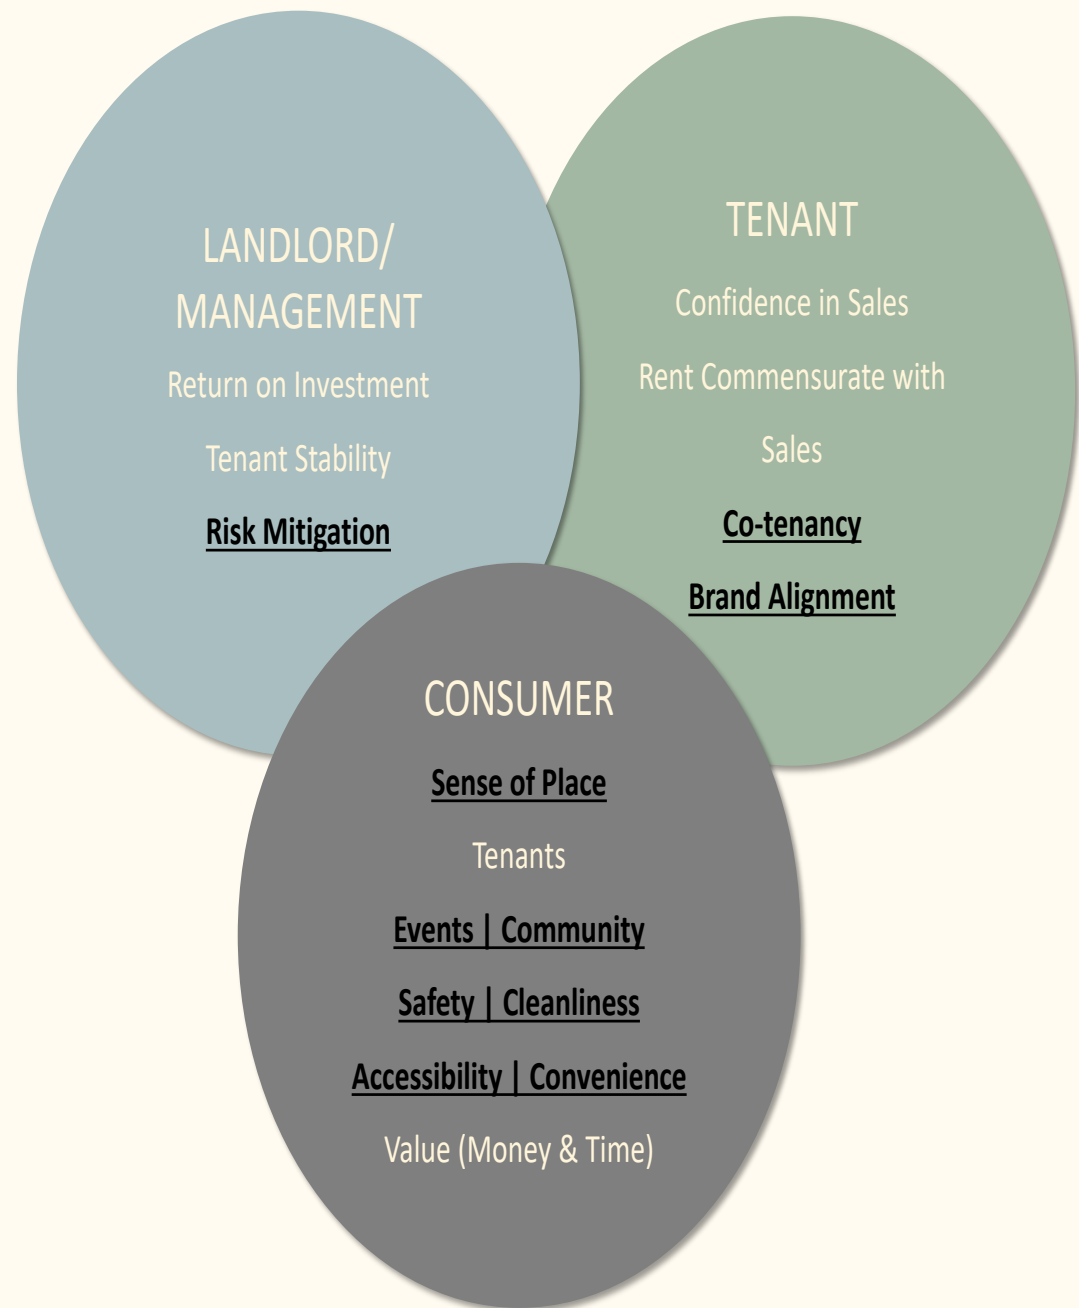 LANDLORD/
MANAGEMENT
Return on Investment
Tenant Stability
Risk Mitigation
TENANT
Confidence in Sales
Rent Commensurate with
Sales
Co-tenancy
Brand Alignment
CONSUMER
Sense of Place
Tenants
Events | Community
Safety | Cleanliness
Accessibility | Convenience
Value (Money & Time)